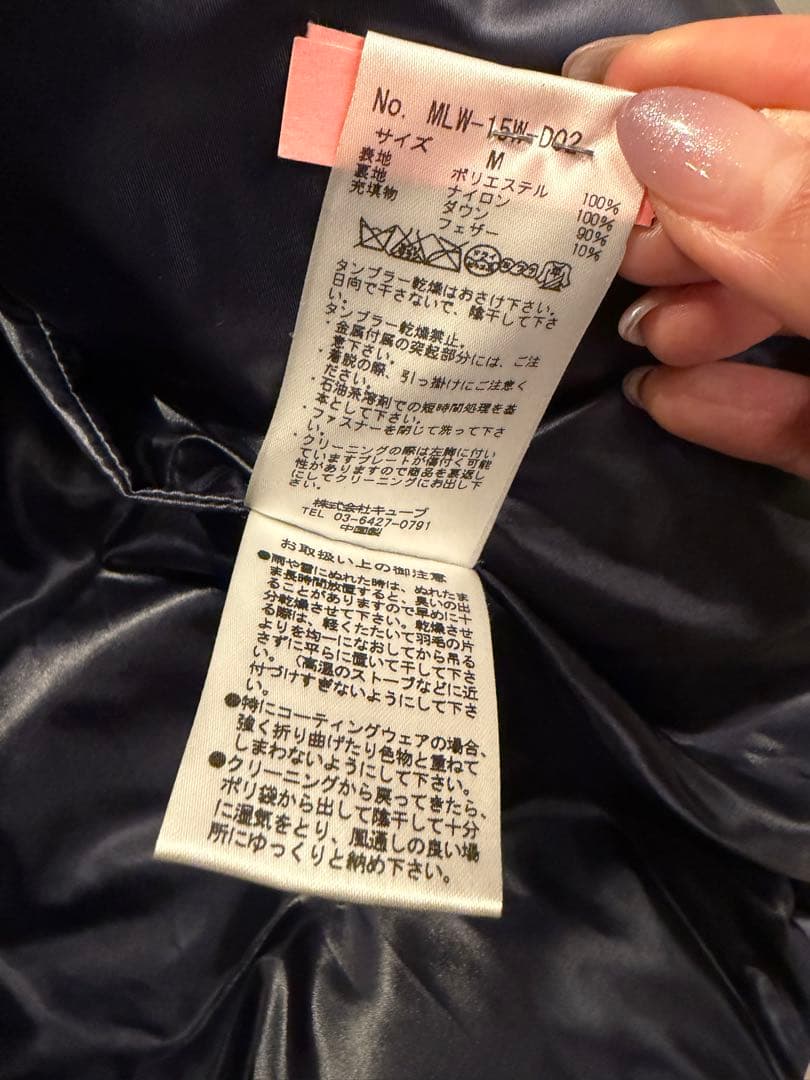 No. MLW-15W-D02
サイズ M
表地 ポリエステル 100%
裏地 ナイロン 100%
充填物 ダウン 90%
フェザー 10%
タンブラー乾燥はおさけ下さい。
日向で干さないで、陰干して下さ
い。
タンブラー乾燥禁止。
・金属付属の突起部分には、ご注
意下さい。
・着脱の際、引っ掛けにご注意く
ださい。
・石油系溶剤での短時間処理を基
本として下さい。
・ファスナーを閉じて洗って下さ
い。
・クリーニングの際は左胸に付い
ていますプレートが傷付く可能
性がありますので商品を裏返し
にしてクリーニングにお出し下
さい。
株式会社キューブ
TEL 03-6427-0791
中国製
お取扱い上の御注意
●雨や雪にぬれた時は、ぬれたま
ま長時間放置すると、臭いの出
ることがありますので早めに十
分乾燥させて下さい。乾燥させ
る際は、軽くたたいて羽毛の片
よりを均一になおしてから吊る
さずに平らに置いて干して下さ
い。(高温のストーブなどに近
付づけすぎないようにして下さ
い。
●特にコーティングウェアの場合、
強く折り曲げたり色物と重ねて
しまわないようにして下さい。
●クリーニングから戻ってきたら、
ポリ袋から出して陰干して十分
に湿気をとり、風通しの良い場
所にゆっくりと納め下さい。